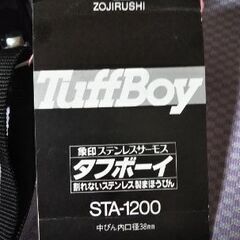 ZOJIRUSHI
TuffBoy
象印ステンレスサーモス
タフボーイ
割れないステンレス製まほうびん
STA-1200
中びん内口径38mm